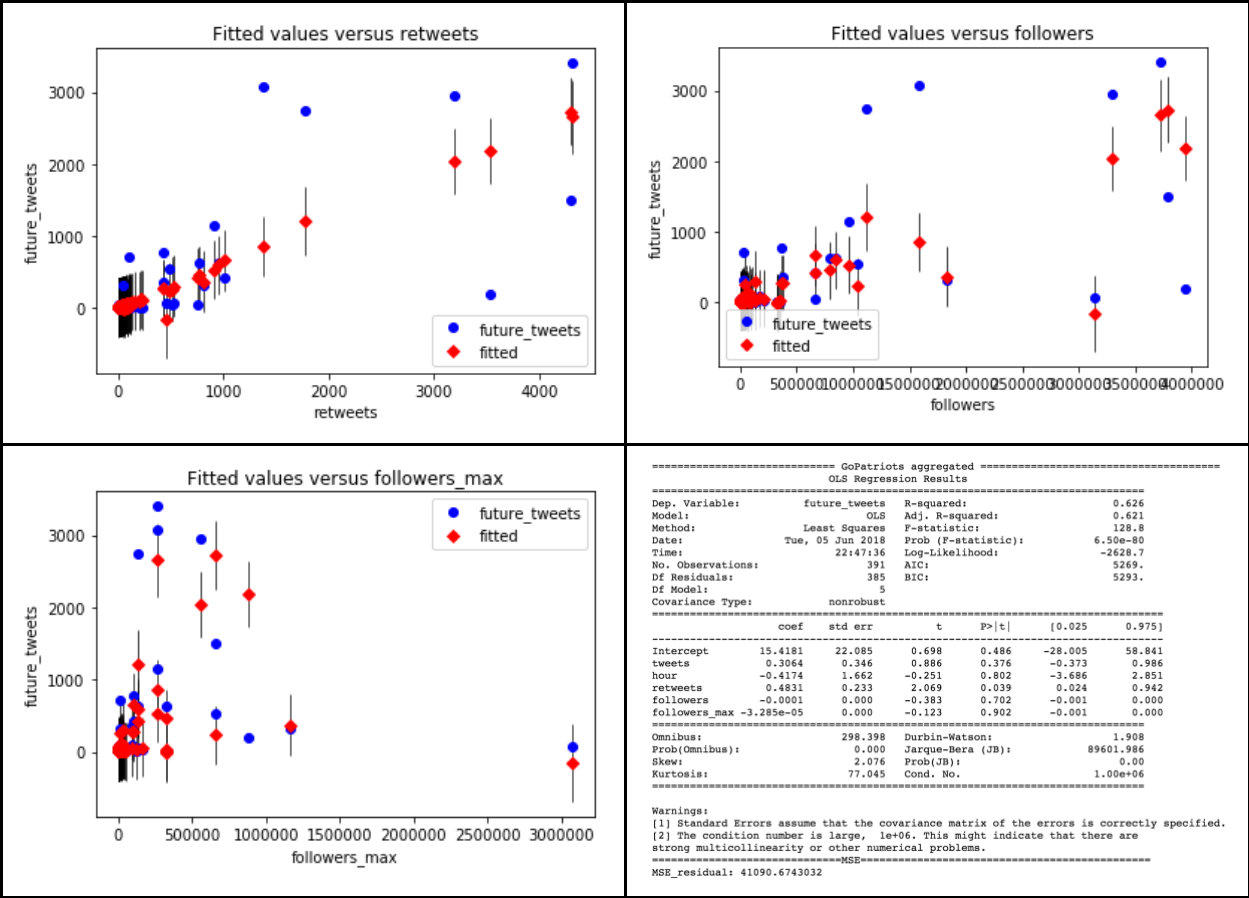 Fitted values versus retweets
future_tweets
3000
2000
1000
0
future_tweets
fitted
0 1000 2000 3000 4000
retweets
Fitted values versus followers
future_tweets
3000
2000
1000
0
future_tweets
fitted
0 500000 1000000 1500000 2000000 2500000 3000000 3500000 4000000
followers
Fitted values versus followers_max
future_tweets
3000
2000
1000
0
future_tweets
fitted
0 500000 1000000 1500000 2000000 2500000 3000000
followers_max
============================= GoPatriots aggregated ======================================
OLS Regression Results
==============================================================================
Dep. Variable: future_tweets R-squared: 0.626
Model: OLS Adj. R-squared: 0.621
Method: Least Squares F-statistic: 128.8
Date: Tue, 05 Jun 2018 Prob (F-statistic): 6.50e-80
Time: 22:47:36 Log-Likelihood: -2628.7
No. Observations: 391 AIC: 5269.
Df Residuals: 385 BIC: 5293.
Df Model: 5
Covariance Type: nonrobust
=================================================================================
coef std err t P>|t| [0.025 0.975]
---------------------------------------------------------------------------------
Intercept 15.4181 22.085 0.698 0.486 -28.005 58.841
tweets 0.3064 0.346 0.886 0.376 -0.373 0.986
hour -0.4174 1.662 -0.251 0.802 -3.686 2.851
retweets 0.4831 0.233 2.069 0.039 0.024 0.942
followers -0.0001 0.000 -0.383 0.702 -0.001 0.000
followers_max -3.285e-05 0.000 -0.123 0.902 -0.001 0.000
==============================================================================
Omnibus: 298.398 Durbin-Watson: 1.908
Prob(Omnibus): 0.000 Jarque-Bera (JB): 89601.986
Skew: 2.076 Prob(JB): 0.00
Kurtosis: 77.045 Cond. No. 1.00e+06
==============================================================================
Warnings:
[1] Standard Errors assume that the covariance matrix of the errors is correctly specified.
[2] The condition number is large, 1e+06. This might indicate that there are
strong multicollinearity or other numerical problems.
==============================MSE==============================================
MSE_residual: 41090.6743032